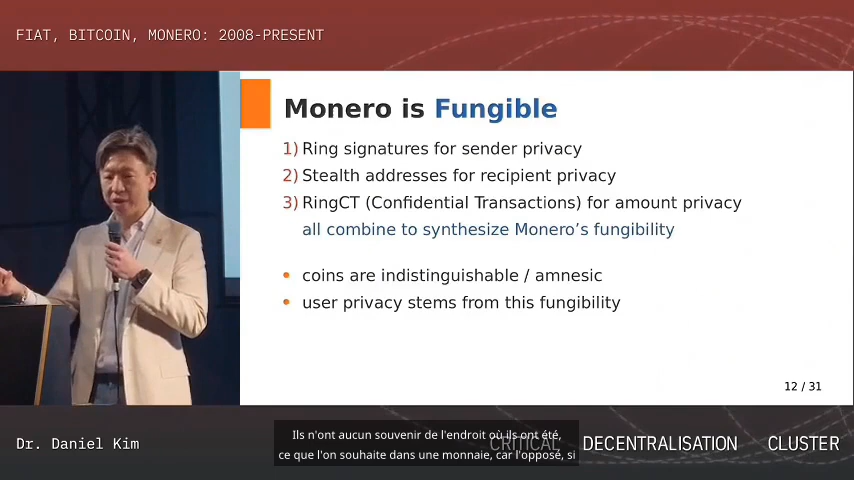 FIAT, BITCOIN, MONERO: 2008-PRESENT
Monero is Fungible
1) Ring signatures for sender privacy
2) Stealth addresses for recipient privacy
3) RingCT (Confidential Transactions) for amount privacy
all combine to synthesize Monero’s fungibility
• coins are indistinguishable / amnesic
• user privacy stems from this fungibility
12 / 31
Dr. Daniel Kim
CRITICAL DECENTRALISATION CLUSTER
Ils n'ont aucun souvenir de l'endroit où ils ont été,
ce que l'on souhaite dans une monnaie, car l'opposé, si